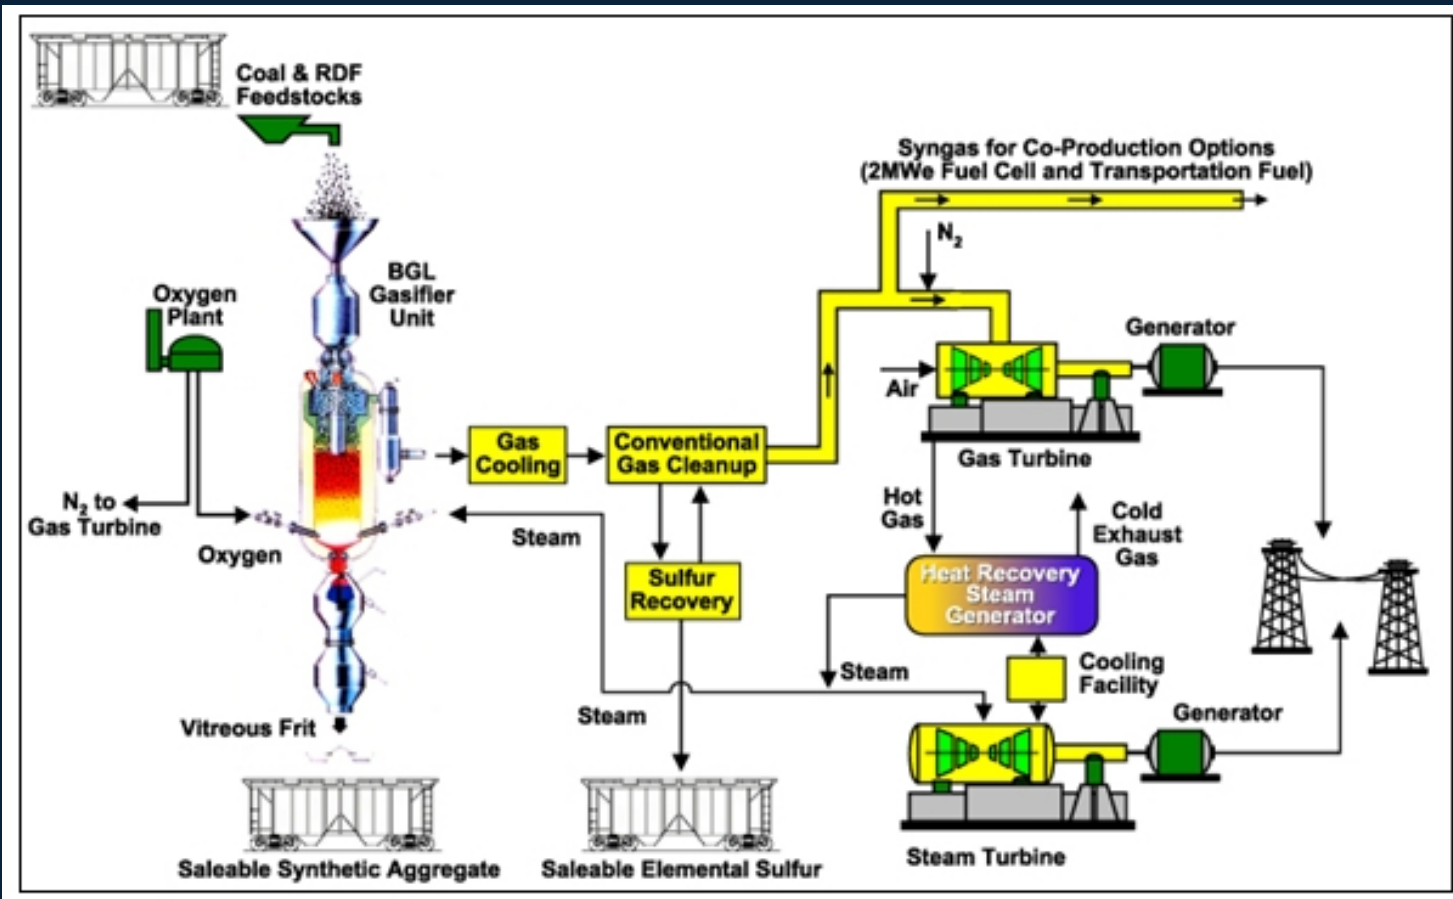 Coal & RDF
Feedstocks
Syngas for Co-Production Options
(2MWe Fuel Cell and Transportation Fuel)
N2
BGL
Gasifier
Unit
Oxygen
Plant
Generator
Air
Gas
Cooling
Conventional
Gas Cleanup
Gas Turbine
N2 to
Gas Turbine
Hot
Gas
Cold
Exhaust
Gas
Oxygen
Steam
Sulfur
Recovery
Heat Recovery
Steam
Generator
Steam
Cooling
Facility
Vitreous Frit
Steam
Generator
Steam Turbine
Saleable Synthetic Aggregate
Saleable Elemental Sulfur